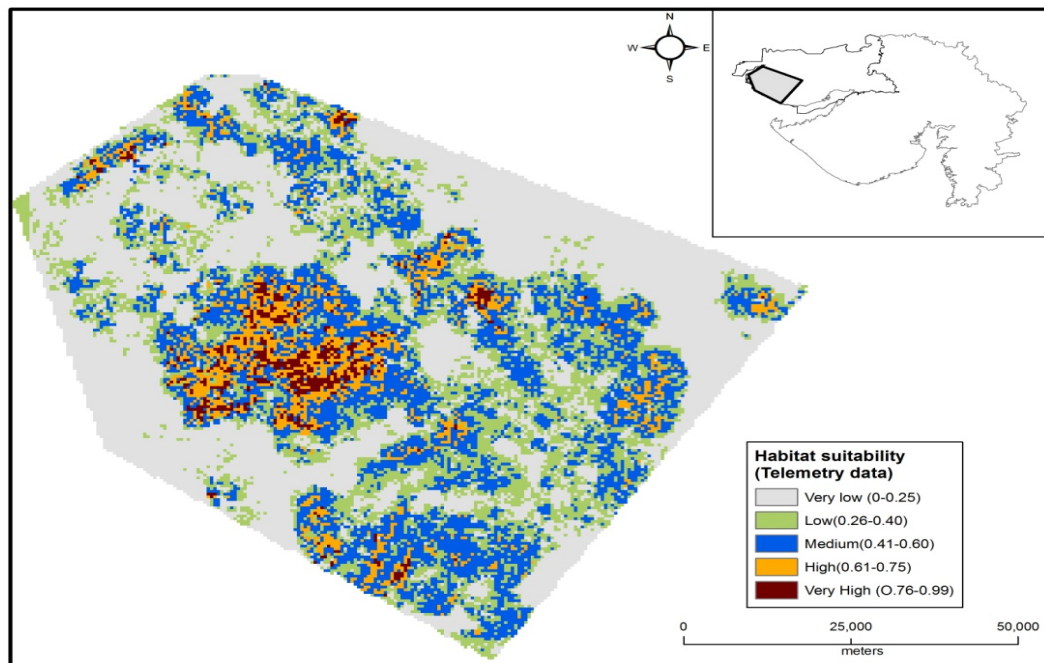 N
W E
S
Habitat suitability
(Telemetry data)
Very low (0-0.25)
Low(0.26-0.40)
Medium(0.41-0.60)
High(0.61-0.75)
Very High (O.76-0.99)
0 25,000 50,000
meters